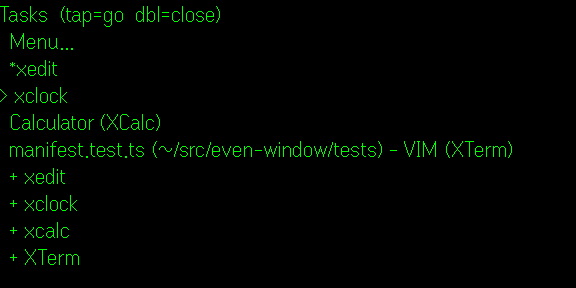 Tasks (tap=go dbl=close)
Menu...
*xedit
> xclock
Calculator (XCalc)
manifest.test.ts (~/src/even-window/tests) - VIM (XTerm)
+ xedit
+ xclock
+ xcalc
+ XTerm